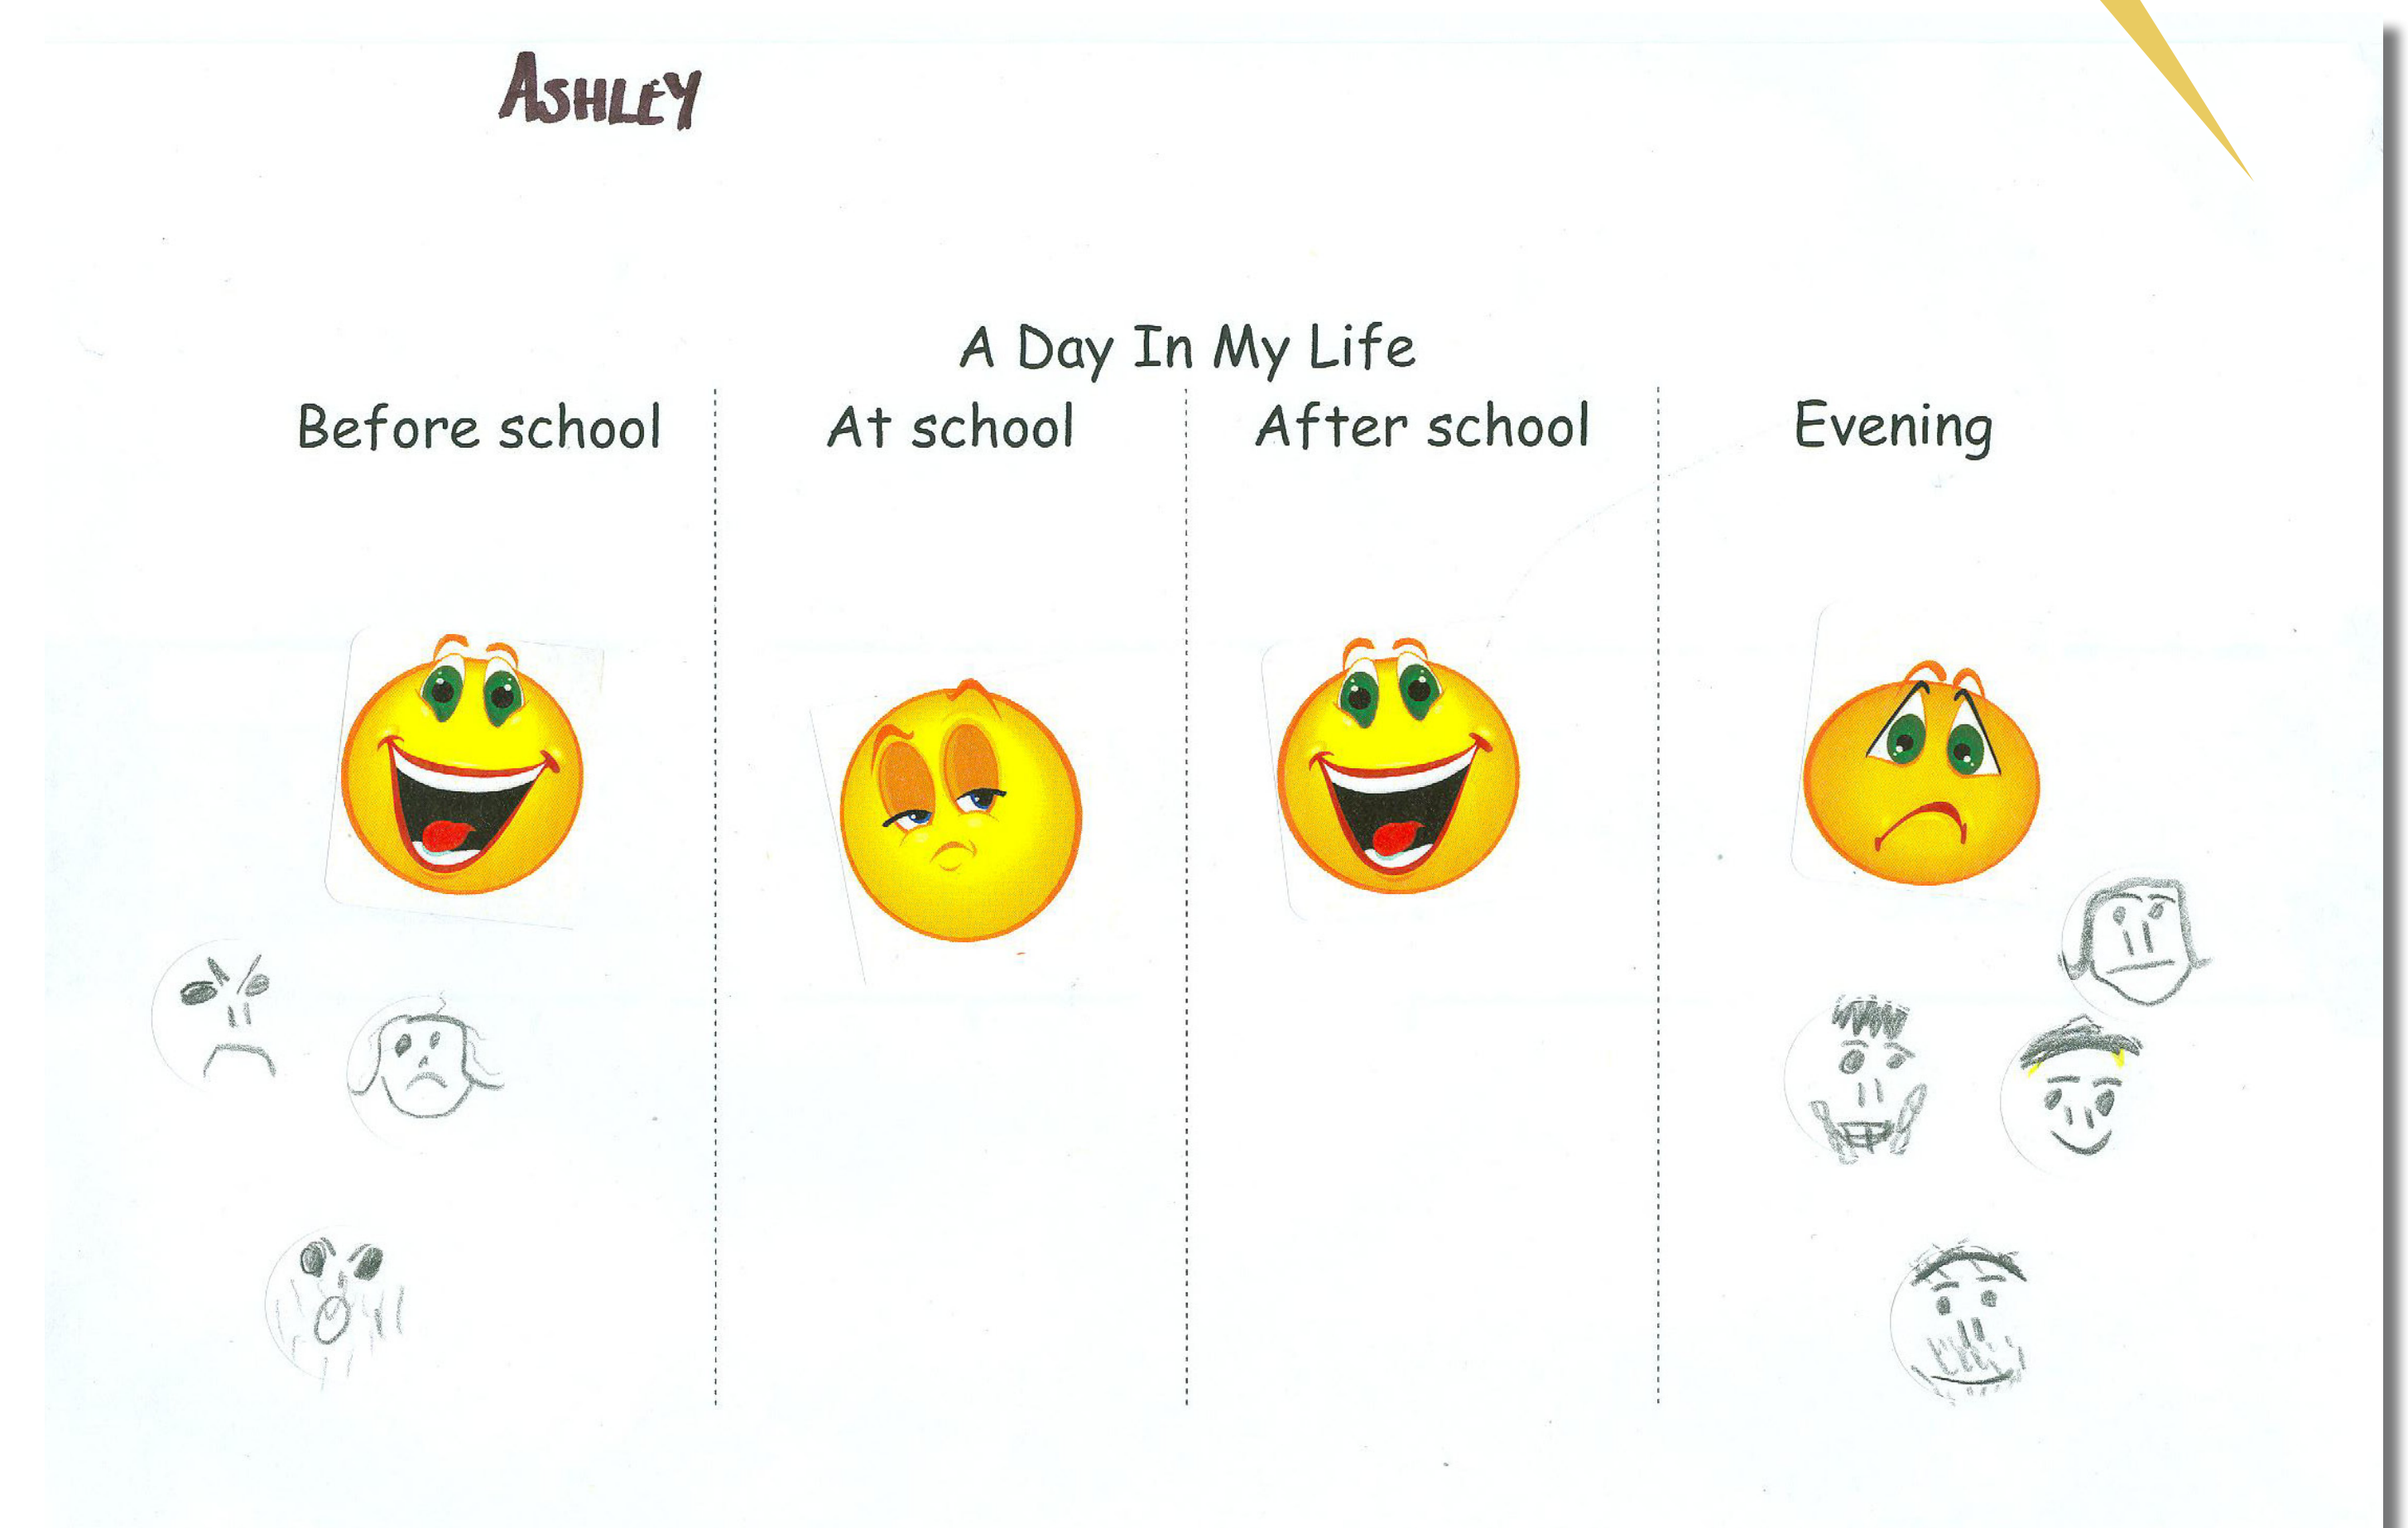 ASHLEY
A Day In My Life
Before school
At school
After school
Evening